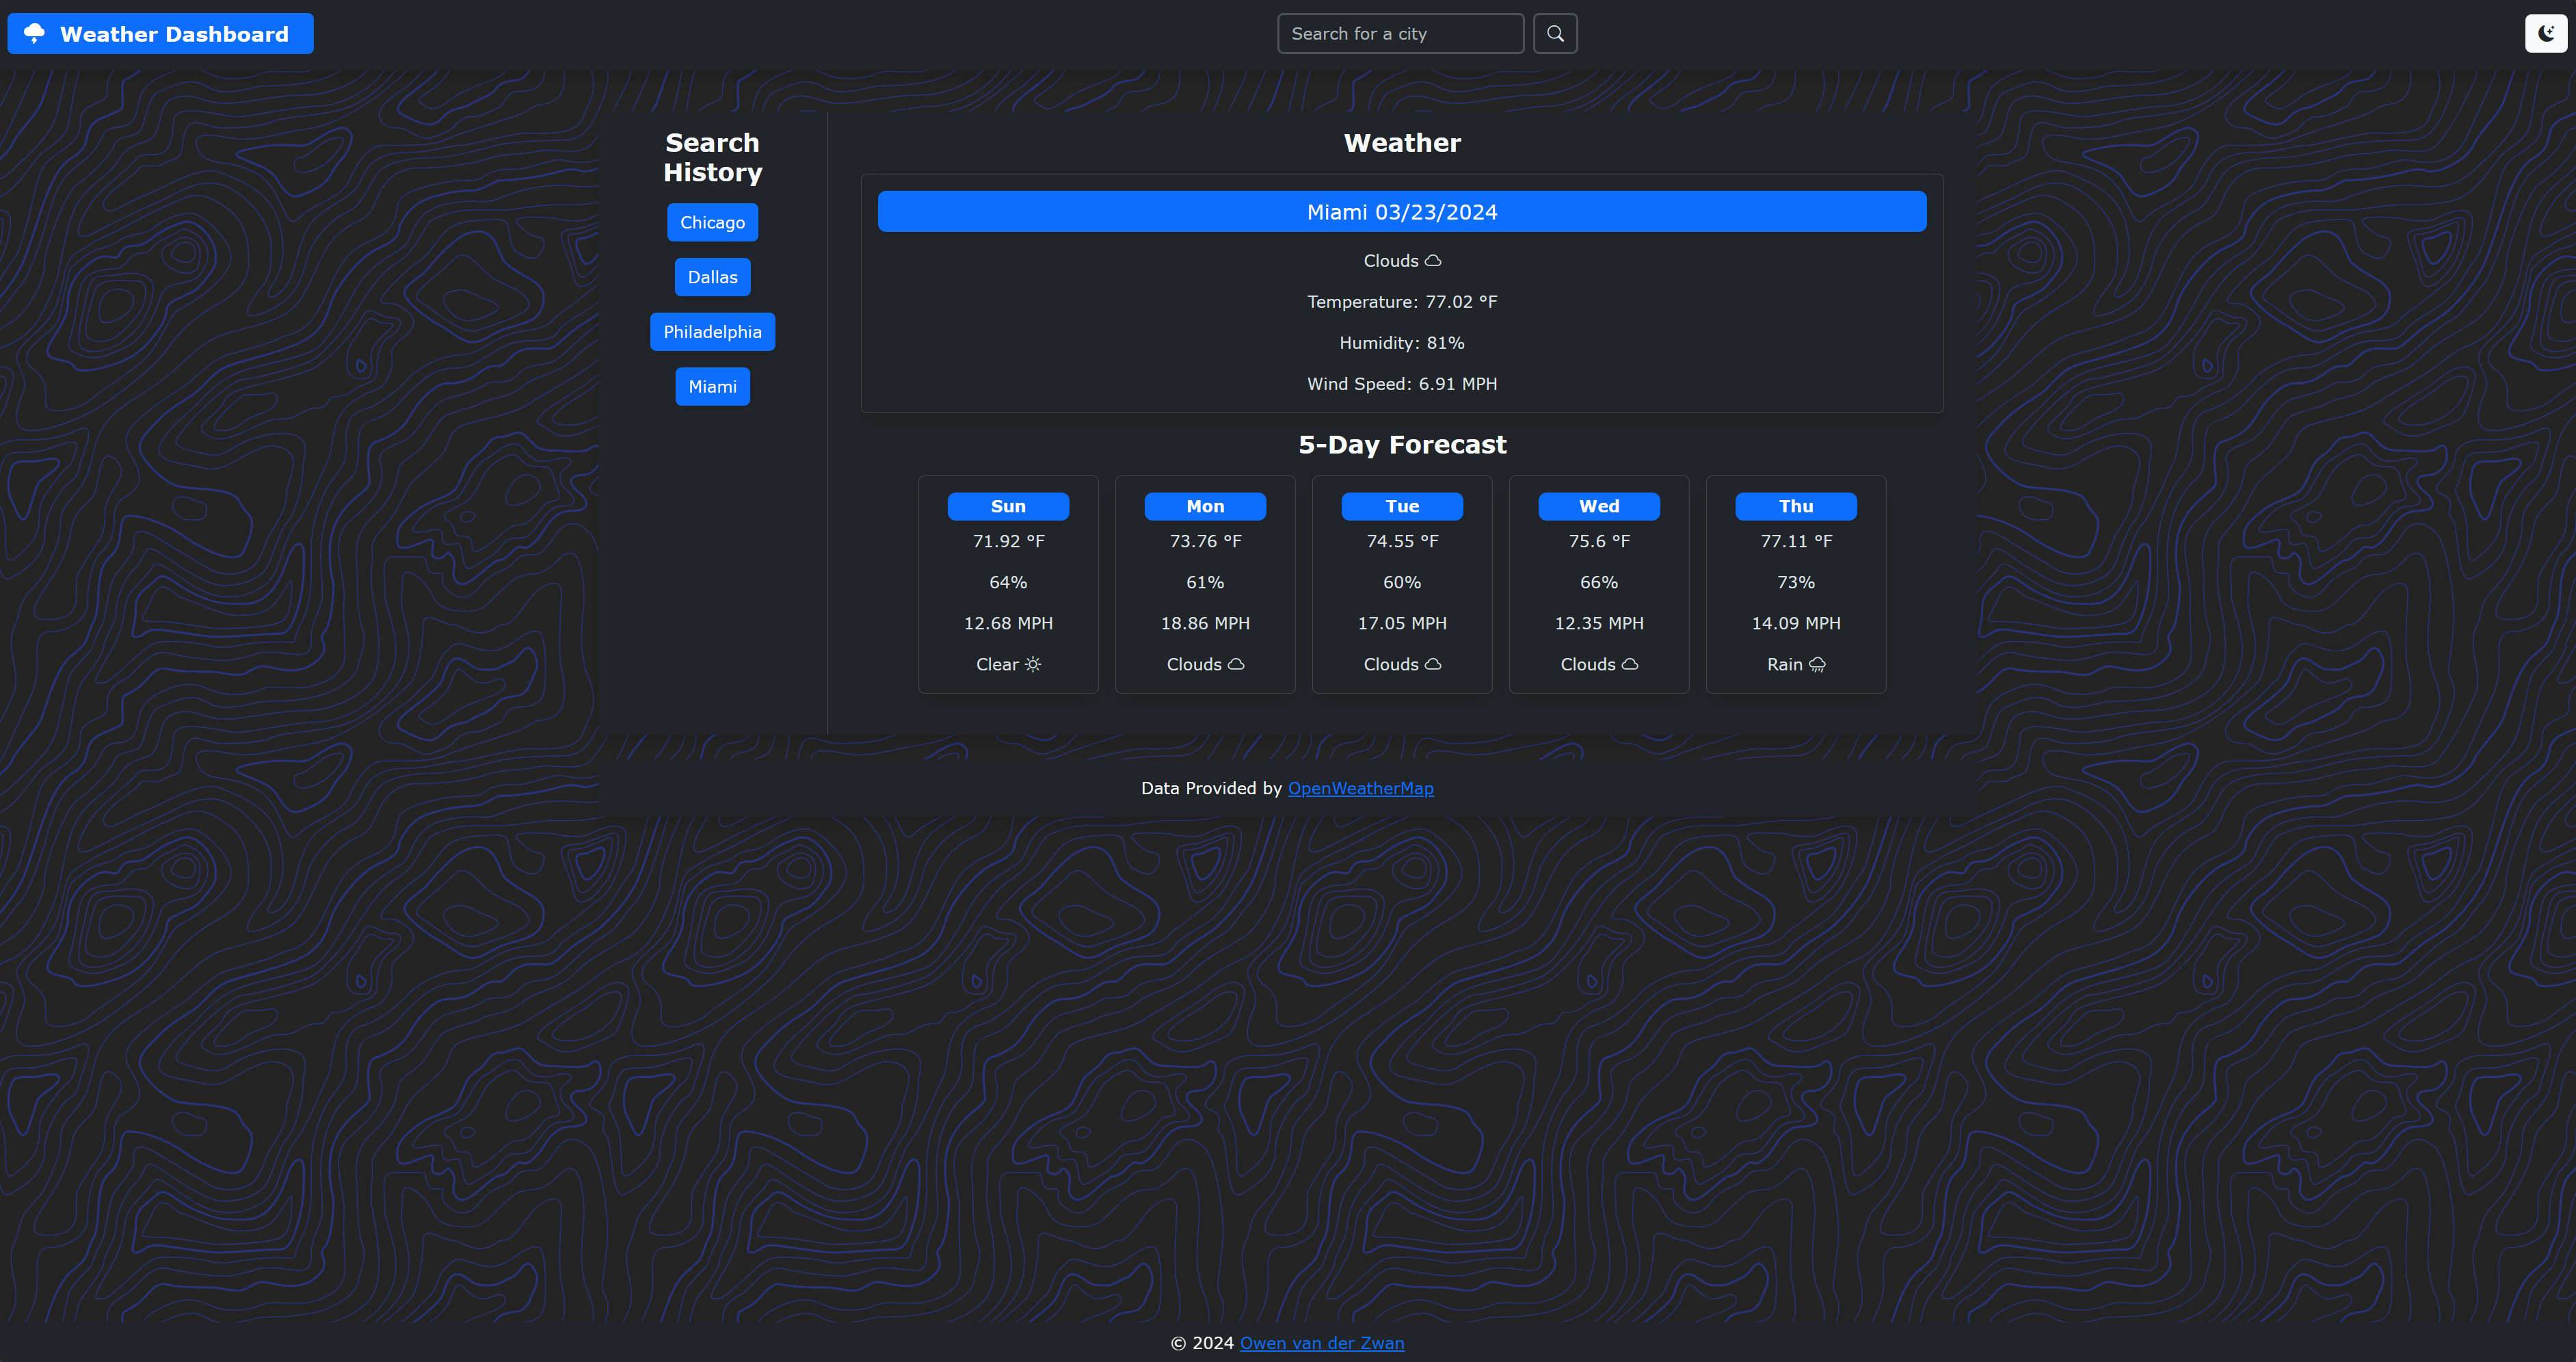 Weather Dashboard
Search for a city
Search
History
Chicago
Dallas
Philadelphia
Miami
Weather
Miami 03/23/2024
Clouds
Temperature: 77.02 °F
Humidity: 81%
Wind Speed: 6.91 MPH
5-Day Forecast
Sun
71.92 °F
64%
12.68 MPH
Clear
Mon
73.76 °F
61%
18.86 MPH
Clouds
Tue
74.55 °F
60%
17.05 MPH
Clouds
Wed
75.6 °F
66%
12.35 MPH
Clouds
Thu
77.11 °F
73%
14.09 MPH
Rain
Data Provided by OpenWeatherMap
© 2024 Owen van der Zwan